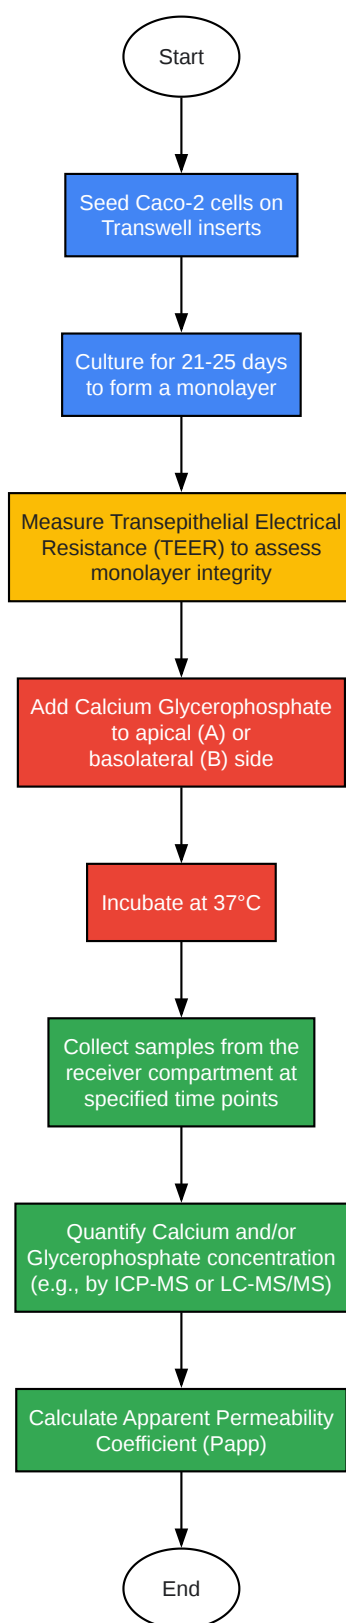 Start
Seed Caco-2 cells on
Transwell inserts
Culture for 21-25 days
to form a monolayer
Measure Transepithelial Electrical
Resistance (TEER) to assess
monolayer integrity
Add Calcium Glycerophosphate
to apical (A) or
basolateral (B) side
Incubate at 37°C
Collect samples from the
receiver compartment at
specified time points
Quantify Calcium and/or
Glycerophosphate concentration
(e.g., by ICP-MS or LC-MS/MS)
Calculate Apparent Permeability
Coefficient (Papp)
End